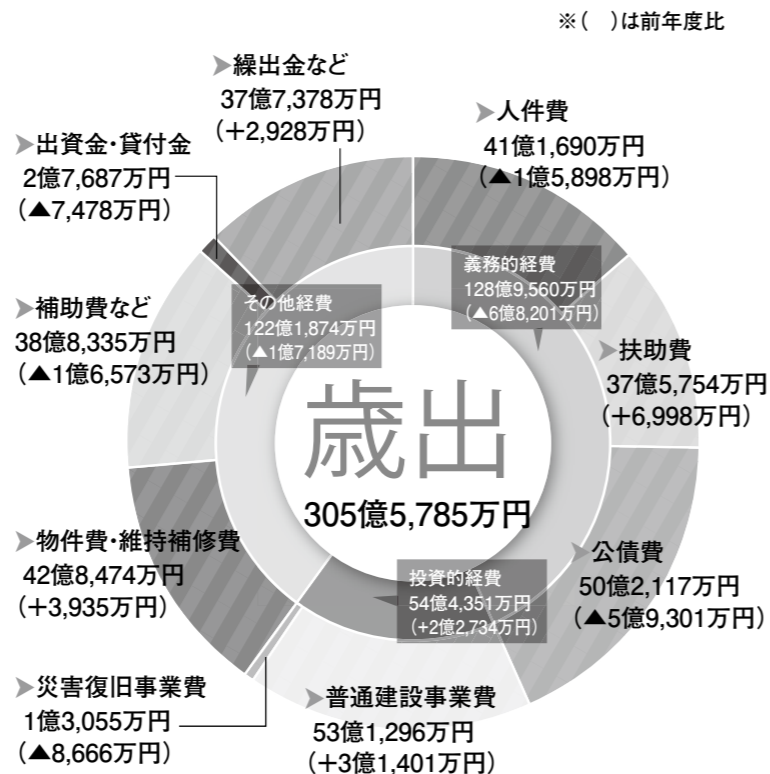 ※(　)は前年度比
➤繰出金など
37億7,378万円
(+2,928万円)
➤人件費
41億1,690万円
(▲1億5,898万円)
➤出資金・貸付金
2億7,687万円
(▲7,478万円)
義務的経費
128億9,560万円
(▲6億8,201万円)
その他経費
122億1,874万円
(▲1億7,189万円)
➤補助費など
38億8,335万円
(▲1億6,573万円)
➤扶助費
37億5,754万円
(+6,998万円)
歳出
305億5,785万円
➤物件費・維持補修費
42億8,474万円
(+3,935万円)
➤公債費
50億2,117万円
(▲5億9,301万円)
投資的経費
54億4,351万円
(+2億2,734万円)
➤災害復旧事業費
1億3,055万円
(▲8,666万円)
➤普通建設事業費
53億1,296万円
(+3億1,401万円)